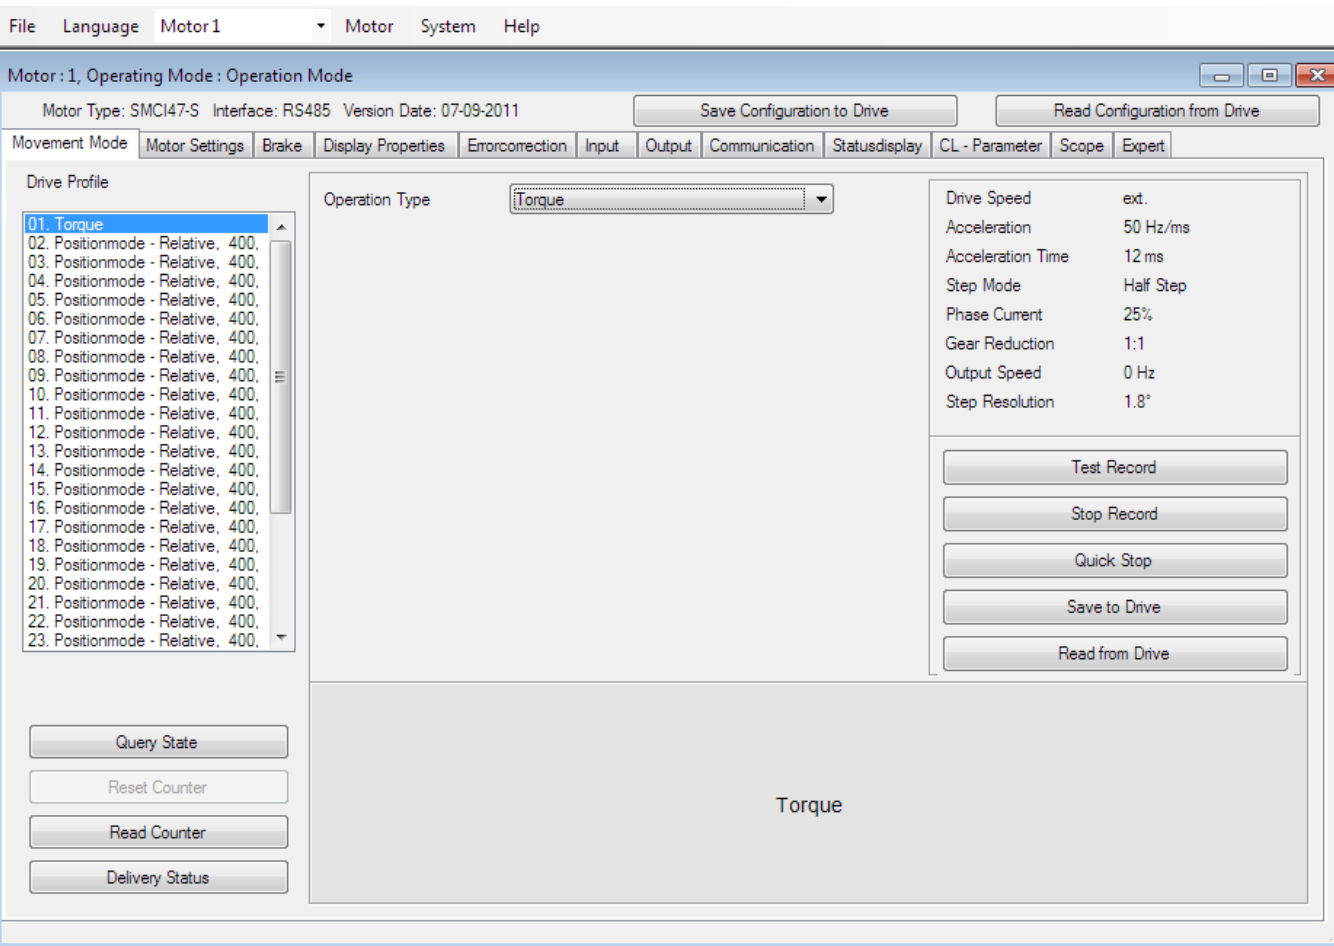 File Language Motor1 Motor System Help
Motor : 1, Operating Mode : Operation Mode
Motor Type: SMCI47-S Interface: RS485 Version Date: 07-09-2011 Save Configuration to Drive Read Configuration from Drive
Movement Mode Motor Settings Brake Display Properties Errorcorrection Input Output Communication Statusdisplay CL - Parameter Scope Expert
Drive Profile
01. Torque
02. Positionmode - Relative, 400,
03. Positionmode - Relative, 400,
04. Positionmode - Relative, 400,
05. Positionmode - Relative, 400,
06. Positionmode - Relative, 400,
07. Positionmode - Relative, 400,
08. Positionmode - Relative, 400,
09. Positionmode - Relative, 400,
10. Positionmode - Relative, 400,
11. Positionmode - Relative, 400,
12. Positionmode - Relative, 400,
13. Positionmode - Relative, 400,
14. Positionmode - Relative, 400,
15. Positionmode - Relative, 400,
16. Positionmode - Relative, 400,
17. Positionmode - Relative, 400,
18. Positionmode - Relative, 400,
19. Positionmode - Relative, 400,
20. Positionmode - Relative, 400,
21. Positionmode - Relative, 400,
22. Positionmode - Relative, 400,
23. Positionmode - Relative, 400,
Query State
Reset Counter
Read Counter
Delivery Status
Operation Type Torque
Drive Speed ext.
Acceleration 50 Hz/ms
Acceleration Time 12 ms
Step Mode Half Step
Phase Current 25%
Gear Reduction 1:1
Output Speed 0 Hz
Step Resolution 1.8°
Test Record
Stop Record
Quick Stop
Save to Drive
Read from Drive
Torque